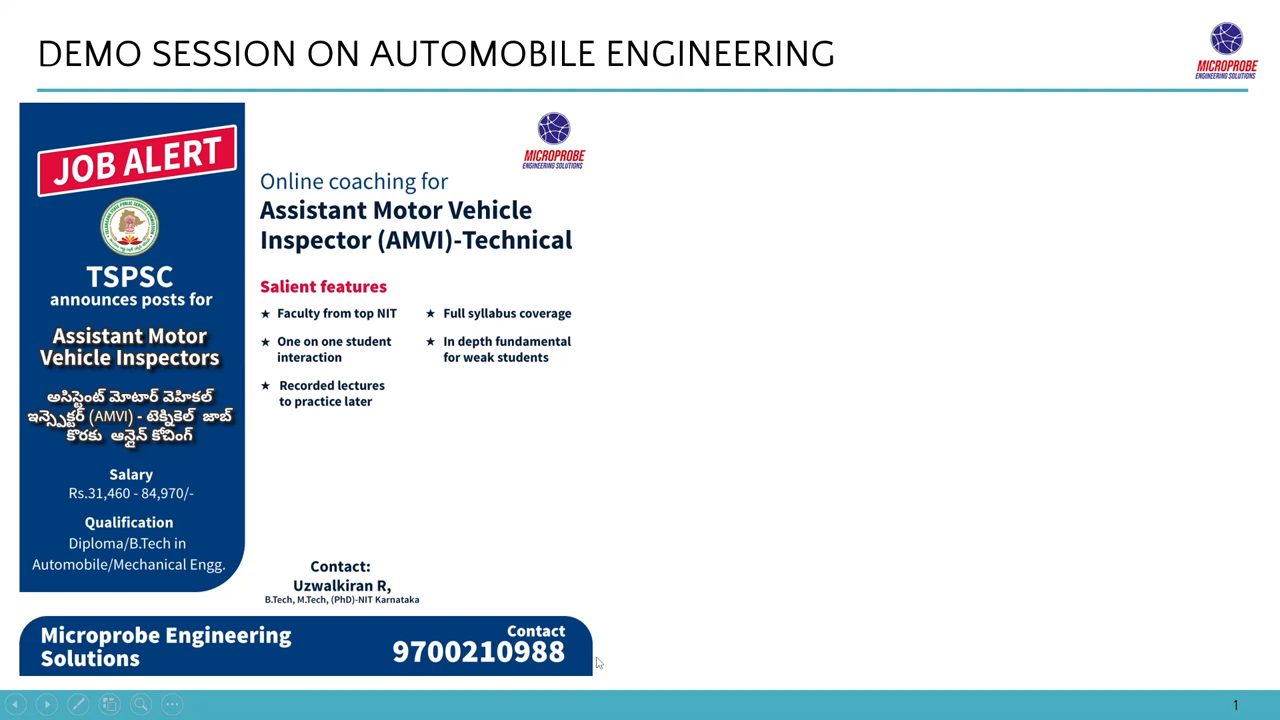 DEMO SESSION ON AUTOMOBILE ENGINEERING
MICROPROBE
ENGINEERING SOLUTIONS
JOB ALERT
TSPSC
announces posts for
Assistant Motor
Vehicle Inspectors
అసిస్టెంట్ మోటార్ వెహికల్
ఇన్స్పెక్టర్ (AMVI) - టెక్నికెల్ జాబ్
కొరకు ఆన్లైన్ కోచింగ్
Salary
Rs.31,460 - 84,970/-
Qualification
Diploma/B.Tech in
Automobile/Mechanical Engg.
MICROPROBE
ENGINEERING SOLUTIONS
Online coaching for
Assistant Motor Vehicle
Inspector (AMVI)-Technical
Salient features
★ Faculty from top NIT
★ One on one student
interaction
★ Recorded lectures
to practice later
★ Full syllabus coverage
★ In depth fundamental
for weak students
Contact:
Uzwalkiran R,
B.Tech, M.Tech, (PhD)-NIT Karnataka
Microprobe Engineering
Solutions
Contact
9700210988
1